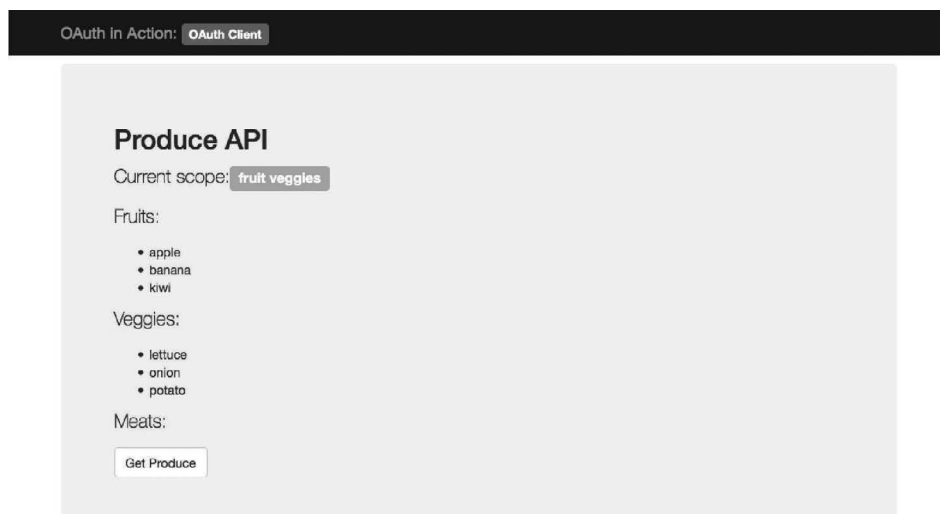 OAuth in Action: OAuth Client
Produce API
Current scope: fruit veggies
Fruits:
• apple
• banana
• kiwi
Veggies:
• lettuce
• onion
• potato
Meats:
Get Produce